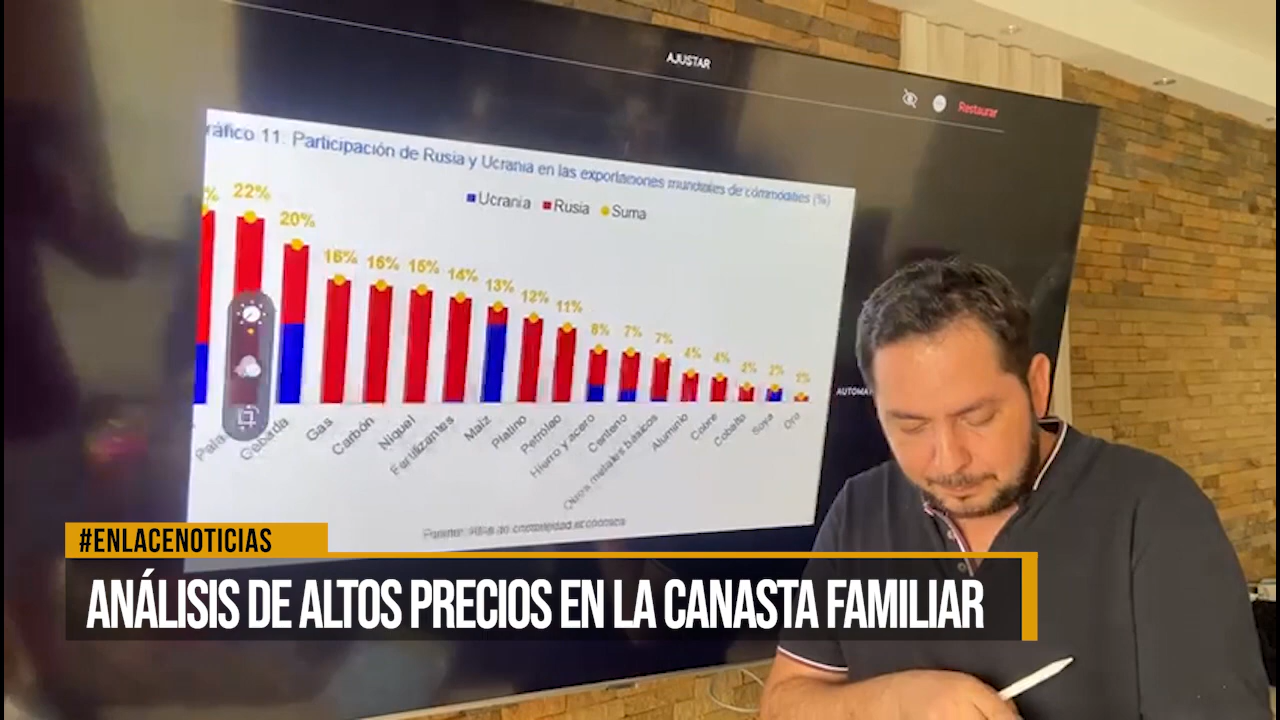 AJUSTAR
Restaurar
ráfico 11: Participación de Rusia y Ucrania en las exportaciones mundiales de commodities (%)
Ucrania Rusia Suma
% 22% 20% 16% 16% 15% 14% 13% 12% 11% 8% 7% 7% 4% 4% 2% 2%
Cebada Gas Carbón Níquel Fertilizantes Maíz Platino Petróleo Hierro y acero Centeno Otros metales básicos Aluminio Cobre Cobalto Soya Oro
#ENLACENOTICIAS
ANÁLISIS DE ALTOS PRECIOS EN LA CANASTA FAMILIAR